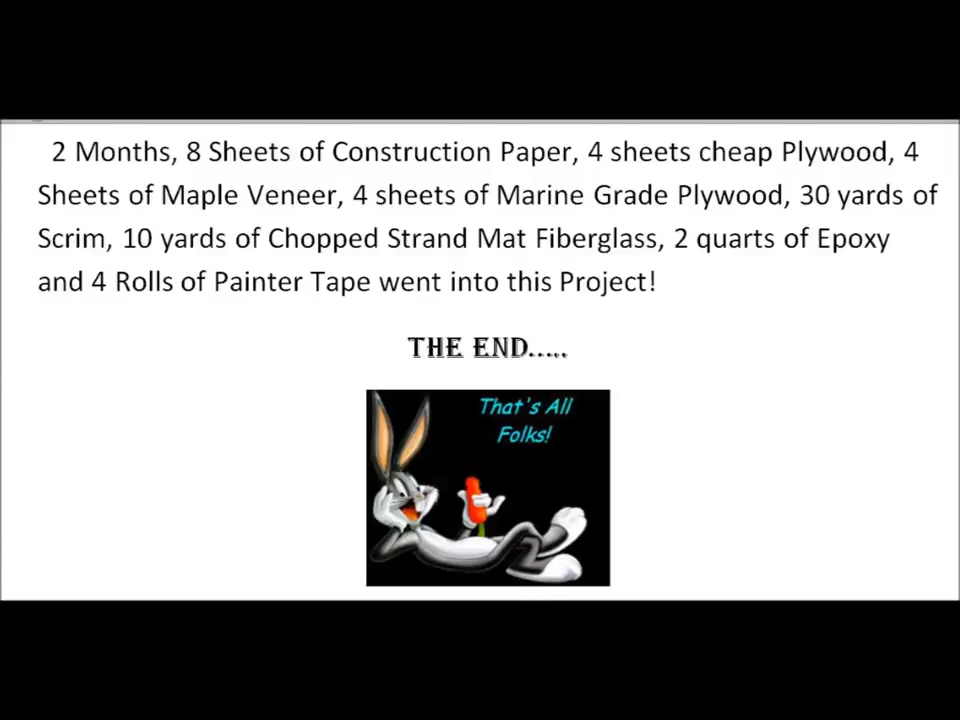 2 Months, 8 Sheets of Construction Paper, 4 sheets cheap Plywood, 4
Sheets of Maple Veneer, 4 sheets of Marine Grade Plywood, 30 yards of
Scrim, 10 yards of Chopped Strand Mat Fiberglass, 2 quarts of Epoxy
and 4 Rolls of Painter Tape went into this Project!
THE END.....
That's All
Folks!